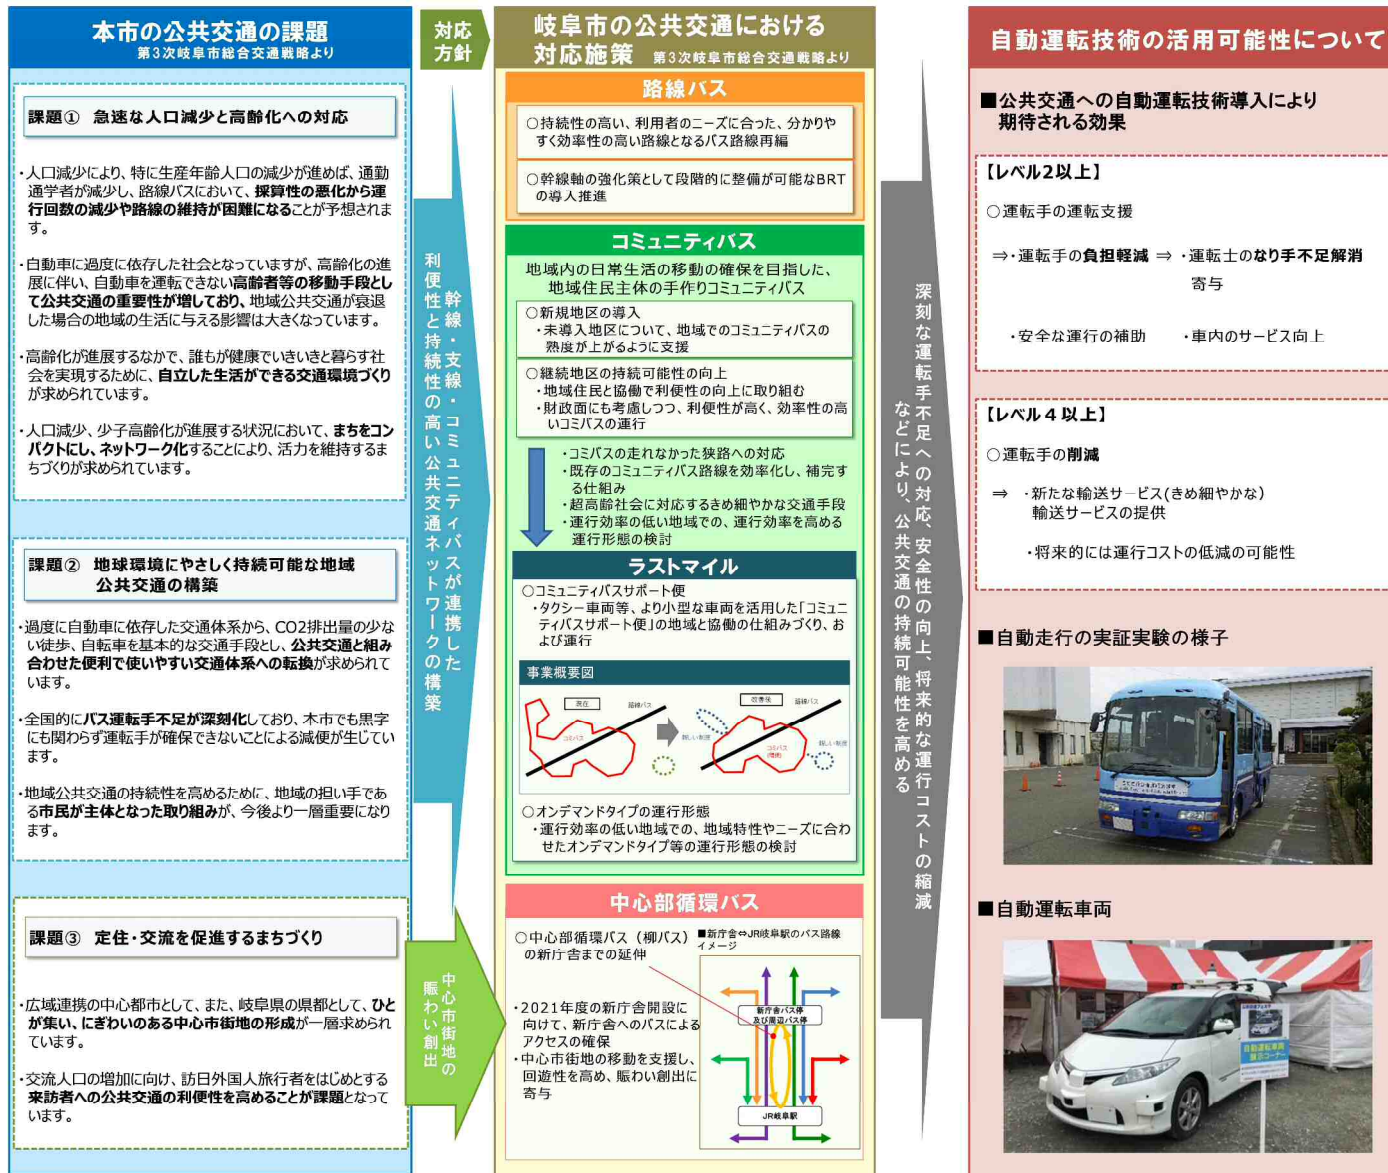 本市の公共交通の課題
第3次岐阜市総合交通戦略より
課題① 急速な人口減少と高齢化への対応
・人口減少により、特に生産年齢人口の減少が進めば、通勤
通学者が減少し、路線バスにおいて、採算性の悪化から運
行回数の減少や路線の維持が困難になることが予想されま
す。
・自動車に過度に依存した社会となっていますが、高齢化の進
展に伴い、自動車を運転できない高齢者等の移動手段とし
て公共交通の重要性が増しており、地域公共交通が衰退
した場合の地域の生活に与える影響は大きくなっています。
・高齢化が進展するなかで、誰もが健康でいきいきと暮らす社
会を実現するために、自立した生活ができる交通環境づくり
が求められています。
・人口減少、少子高齢化が進展する状況において、まちをコン
パクトにし、ネットワーク化することにより、活力を維持するま
ちづくりが求められています。
課題② 地球環境にやさしく持続可能な地域
公共交通の構築
・過度に自動車に依存した交通体系から、CO2排出量の少な
い徒歩、自転車を基本的な交通手段とし、公共交通と組み
合わせた便利で使いやすい交通体系への転換が求められて
います。
・全国的にバス運転手不足が深刻化しており、本市でも黒字
にも関わらず運転手が確保できないことによる減便が生じてい
ます。
・地域公共交通の持続性を高めるために、地域の担い手であ
る市民が主体となった取り組みが、今後より一層重要になり
ます。
課題③ 定住・交流を促進するまちづくり
・広域連携の中心都市として、また、岐阜県の県都として、ひと
が集い、にぎわいのある中心市街地の形成が一層求められ
ています。
・交流人口の増加に向け、訪日外国人旅行者をはじめとする
来訪者への公共交通の利便性を高めることが課題となって
います。
対応
方針
幹線・支線・コミュニティバスが連携した
利便性と持続性の高い公共交通ネットワークの構築
中心市街地の
賑わい創出
岐阜市の公共交通における
対応施策 第3次岐阜市総合交通戦略より
路線バス
○持続性の高い、利用者のニーズに合った、分かりや
すく効率性の高い路線となるバス路線再編
○幹線軸の強化策として段階的に整備が可能なBRT
の導入推進
コミュニティバス
地域内の日常生活の移動の確保を目指した、
地域住民主体の手作りコミュニティバス
○新規地区の導入
・未導入地区について、地域でのコミュニティバスの
熟度が上がるように支援
○継続地区の持続可能性の向上
・地域住民と協働で利便性の向上に取り組む
・財政面にも考慮しつつ、利便性が高く、効率性の高
いコミバスの運行
・コミバスの走れなかった狭路への対応
・既存のコミュニティバス路線を効率化し、補完す
る仕組み
・超高齢社会に対応するきめ細やかな交通手段
・運行効率の低い地域での、運行効率を高める
運行形態の検討
ラストマイル
○コミュニティバスサポート便
・タクシー車両等、より小型な車両を活用した「コミュニ
ティバスサポート便」の地域と協働の仕組みづくり、お
よび運行
事業概要図
現在
路線バス
コミバス
改善後
路線バス
新しい制度
コミバス
(増便)
新しい制度
○オンデマンドタイプの運行形態
・運行効率の低い地域での、地域特性やニーズに合わ
せたオンデマンドタイプ等の運行形態の検討
中心部循環バス
○中心部循環バス（柳バス）
の新庁舎までの延伸
・2021年度の新庁舎開設に
向けて、新庁舎へのバスによる
アクセスの確保
・中心市街地の移動を支援し、
回遊性を高め、賑わい創出に
寄与
■新庁舎⇔JR岐阜駅のバス路線
イメージ
新庁舎バス停
及び周辺バス停
JR岐阜駅
深刻な運転手不足への対応、安全性の向上、将来的な運行コストの縮減
などにより、公共交通の持続可能性を高める
自動運転技術の活用可能性について
■公共交通への自動運転技術導入により
期待される効果
【レベル2以上】
○運転手の運転支援
⇒・運転手の負担軽減 ⇒ ・運転士のなり手不足解消
寄与
・安全な運行の補助 ・車内のサービス向上
【レベル４以上】
○運転手の削減
⇒ ・新たな輸送サービス(きめ細やかな)
輸送サービスの提供
・将来的には運行コストの低減の可能性
■自動走行の実証実験の様子
■自動運転車両
自動運転車両
展示コーナー